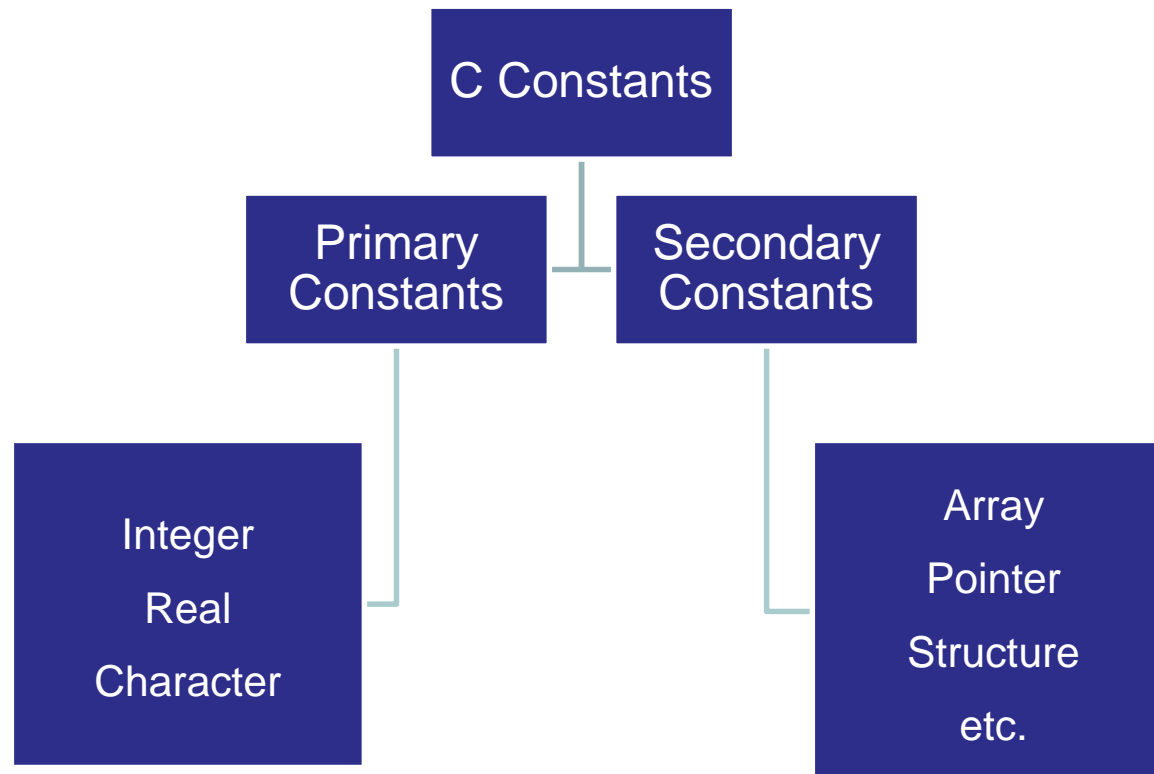 C Constants
Primary
Constants
Secondary
Constants
Integer
Real
Character
Array
Pointer
Structure
etc.